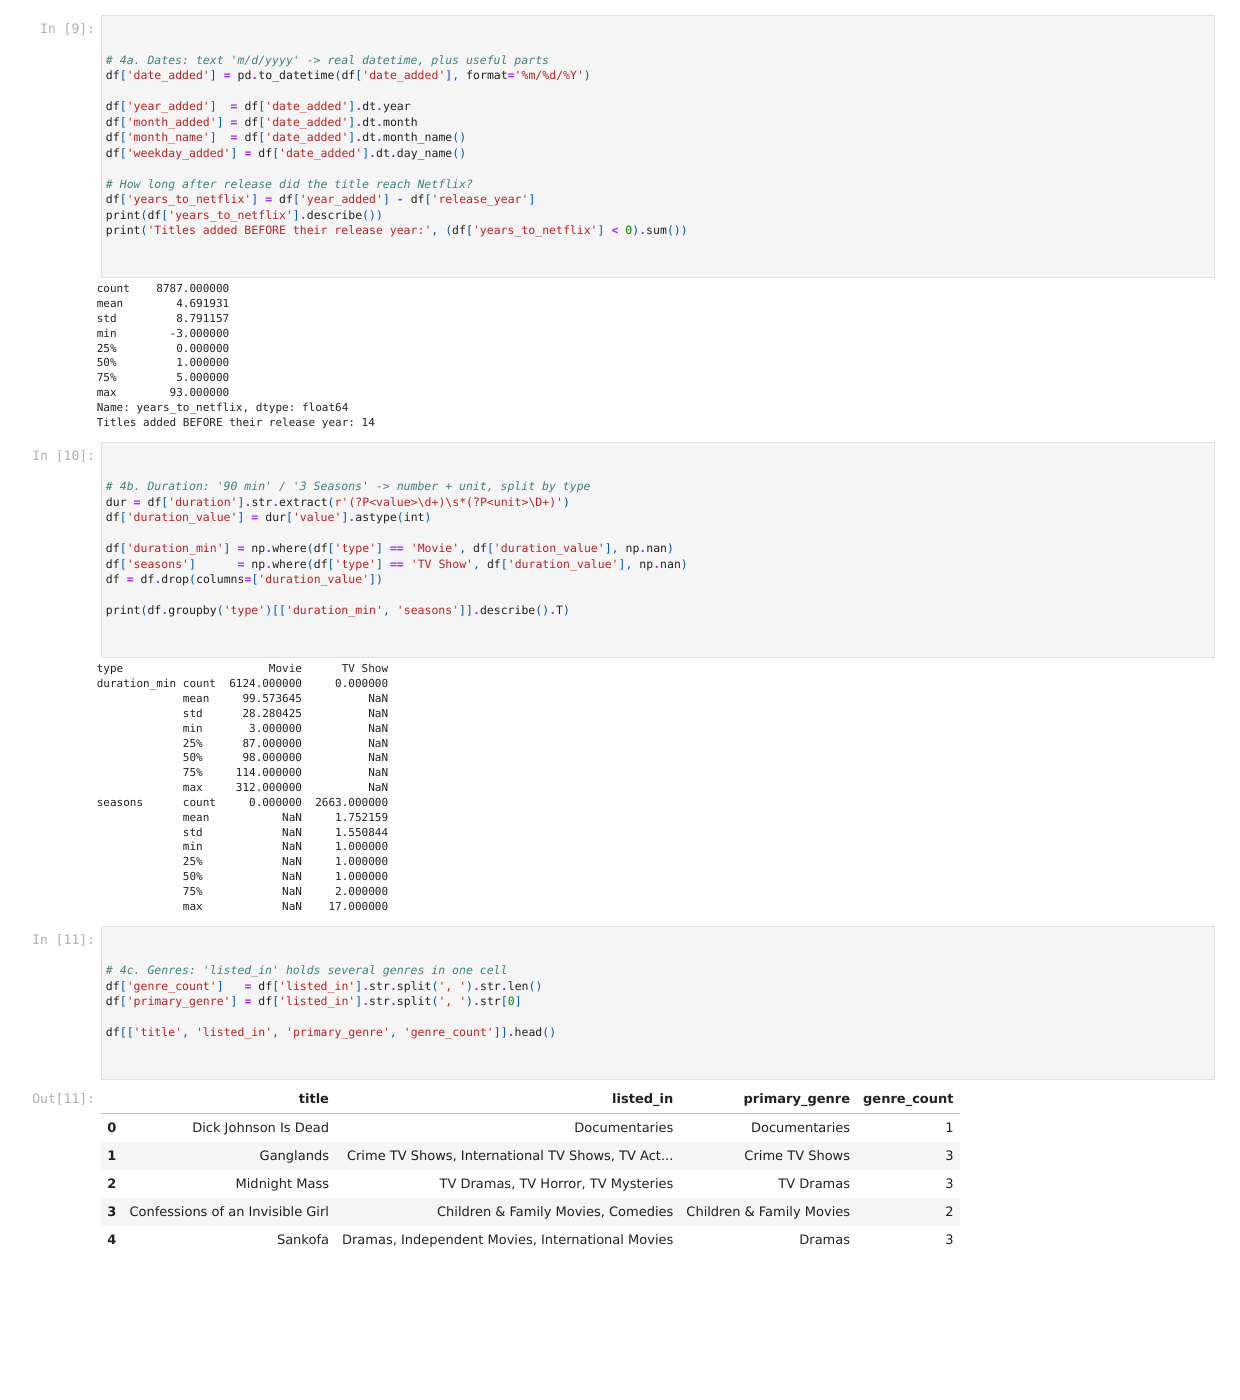 In [9]:
# 4a. Dates: text 'm/d/yyyy' -> real datetime, plus useful parts
df['date_added'] = pd.to_datetime(df['date_added'], format='%m/%d/%Y')
df['year_added']  = df['date_added'].dt.year
df['month_added'] = df['date_added'].dt.month
df['month_name']  = df['date_added'].dt.month_name()
df['weekday_added'] = df['date_added'].dt.day_name()
# How long after release did the title reach Netflix?
df['years_to_netflix'] = df['year_added'] - df['release_year']
print(df['years_to_netflix'].describe())
print('Titles added BEFORE their release year:', (df['years_to_netflix'] < 0).sum())
count    8787.000000
mean        4.691931
std         8.791157
min        -3.000000
25%         0.000000
50%         1.000000
75%         5.000000
max        93.000000
Name: years_to_netflix, dtype: float64
Titles added BEFORE their release year: 14
In [10]:
# 4b. Duration: '90 min' / '3 Seasons' -> number + unit, split by type
dur = df['duration'].str.extract(r'(?P<value>\d+)\s*(?P<unit>\D+)')
df['duration_value'] = dur['value'].astype(int)
df['duration_min'] = np.where(df['type'] == 'Movie', df['duration_value'], np.nan)
df['seasons']      = np.where(df['type'] == 'TV Show', df['duration_value'], np.nan)
df = df.drop(columns=['duration_value'])
print(df.groupby('type')[['duration_min', 'seasons']].describe().T)
type                      Movie      TV Show
duration_min count  6124.000000     0.000000
             mean     99.573645          NaN
             std      28.280425          NaN
             min       3.000000          NaN
             25%      87.000000          NaN
             50%      98.000000          NaN
             75%     114.000000          NaN
             max     312.000000          NaN
seasons      count     0.000000  2663.000000
             mean           NaN     1.752159
             std            NaN     1.550844
             min            NaN     1.000000
             25%            NaN     1.000000
             50%            NaN     1.000000
             75%            NaN     2.000000
             max            NaN    17.000000
In [11]:
# 4c. Genres: 'listed_in' holds several genres in one cell
df['genre_count']   = df['listed_in'].str.split(', ').str.len()
df['primary_genre'] = df['listed_in'].str.split(', ').str[0]
df[['title', 'listed_in', 'primary_genre', 'genre_count']].head()
Out[11]:
title listed_in primary_genre genre_count
0 Dick Johnson Is Dead Documentaries Documentaries 1
1 Ganglands Crime TV Shows, International TV Shows, TV Act... Crime TV Shows 3
2 Midnight Mass TV Dramas, TV Horror, TV Mysteries TV Dramas 3
3 Confessions of an Invisible Girl Children & Family Movies, Comedies Children & Family Movies 2
4 Sankofa Dramas, Independent Movies, International Movies Dramas 3